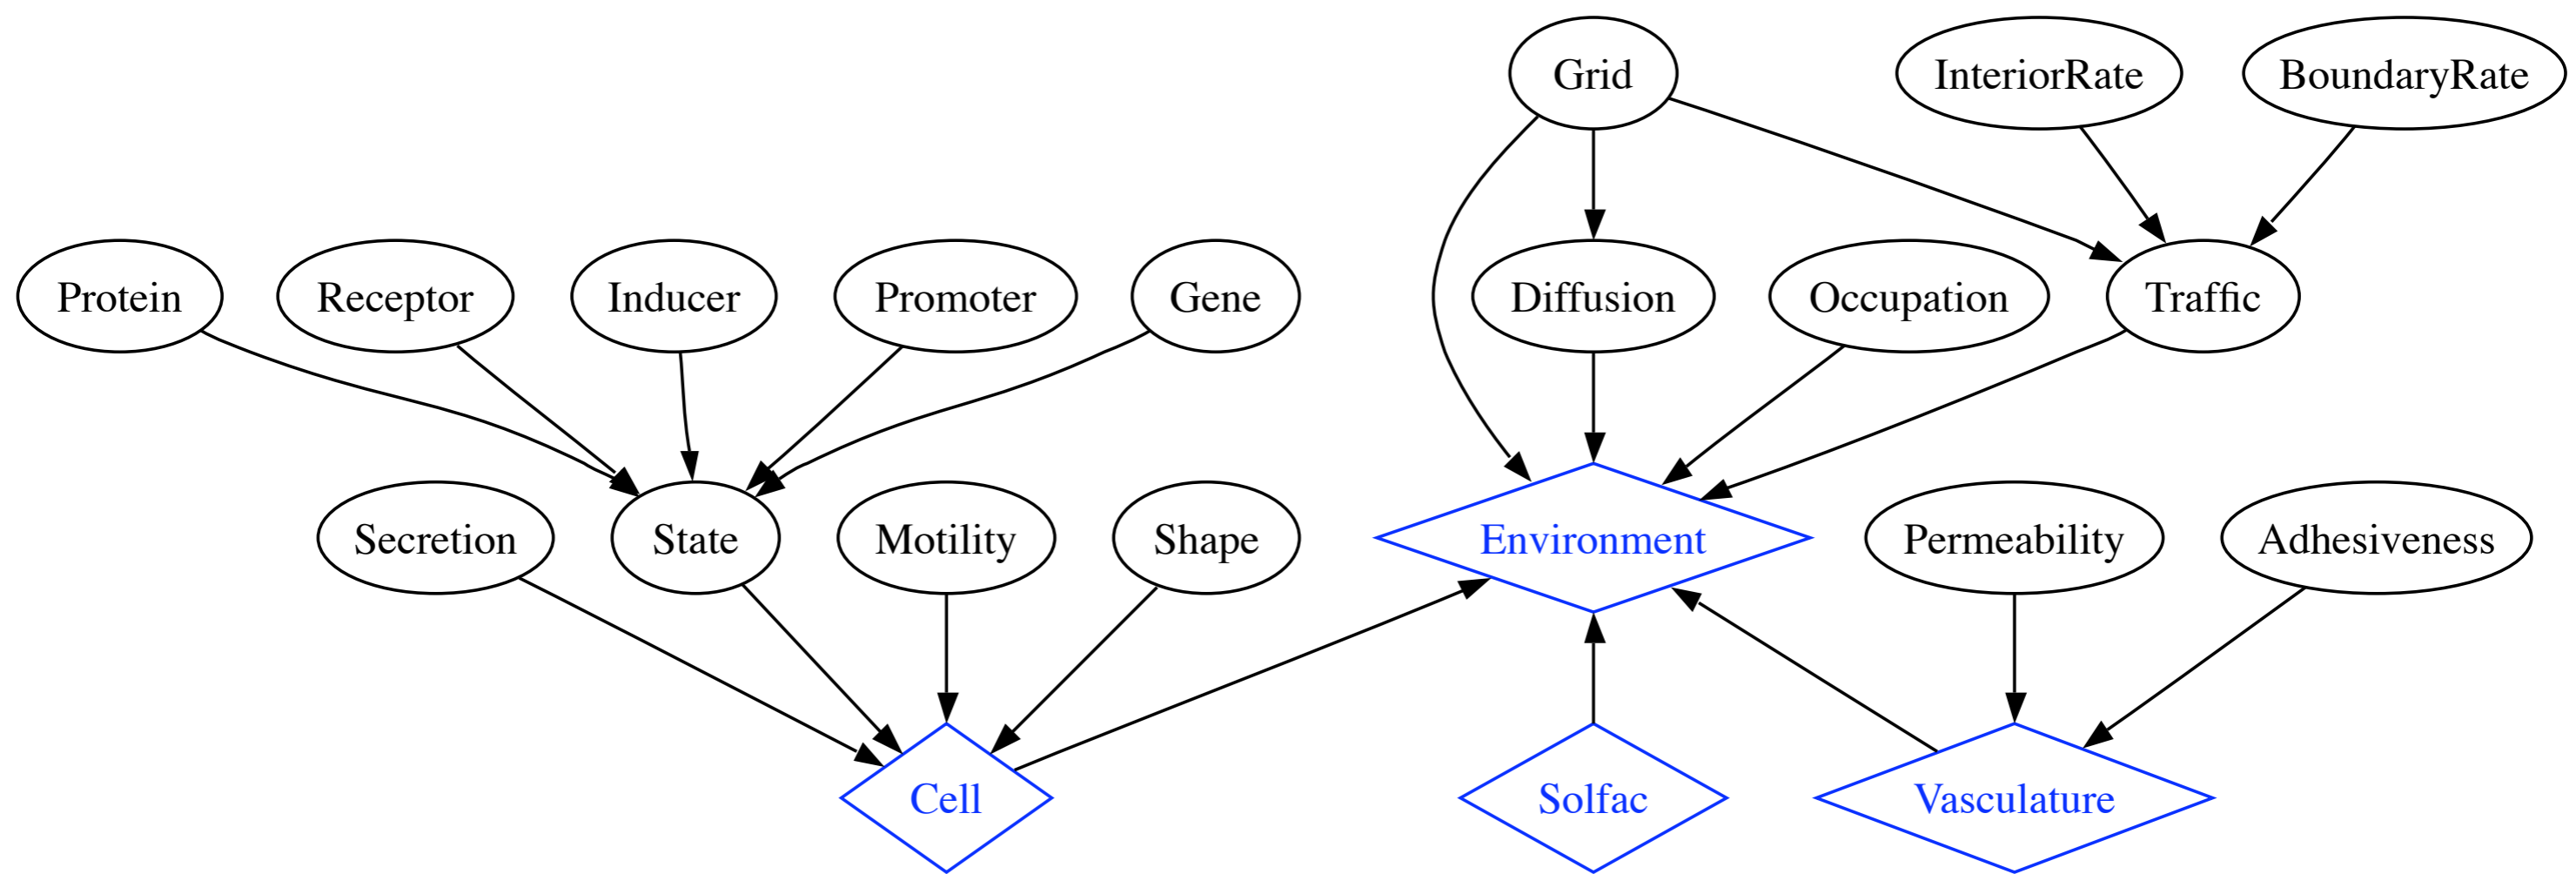 Grid
InteriorRate
BoundaryRate
Protein
Receptor
Inducer
Promoter
Gene
Diffusion
Occupation
Traffic
Secretion
State
Motility
Shape
Environment
Permeability
Adhesiveness
Cell
Solfac
Vasculature